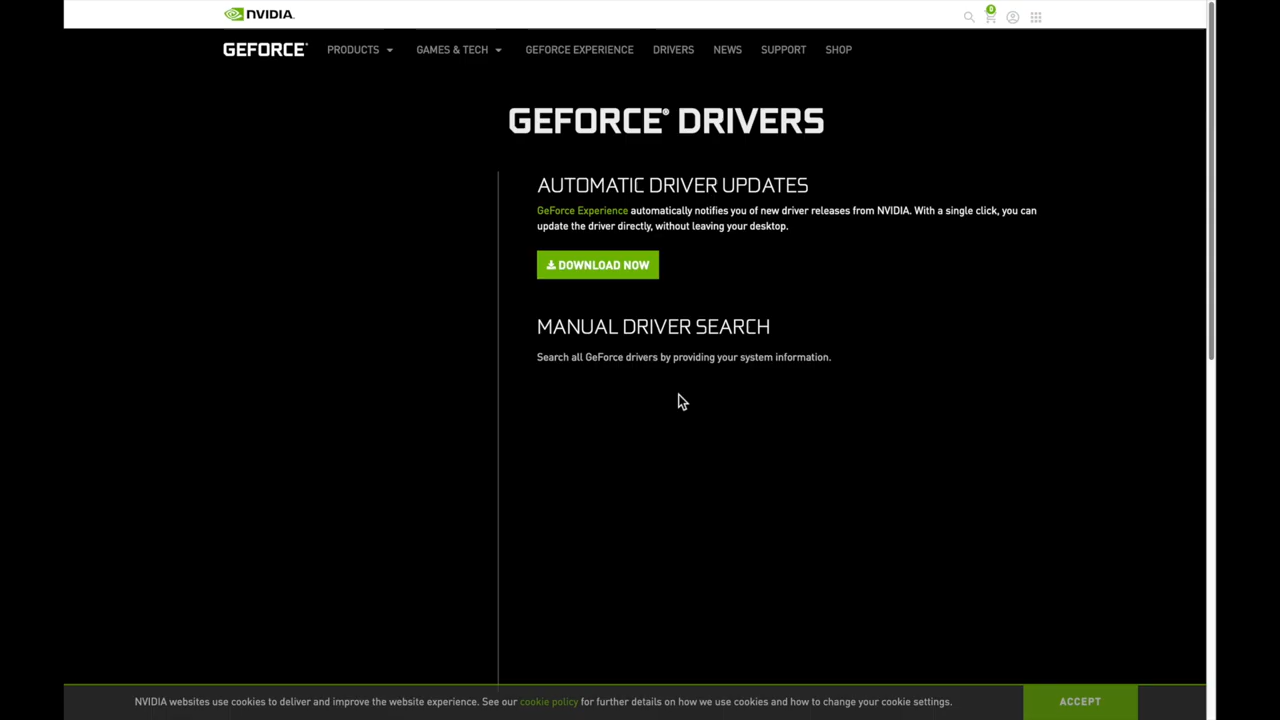 NVIDIA.
0
GEFORCE® PRODUCTS GAMES & TECH GEFORCE EXPERIENCE DRIVERS NEWS SUPPORT SHOP
GEFORCE® DRIVERS
AUTOMATIC DRIVER UPDATES
GeForce Experience automatically notifies you of new driver releases from NVIDIA. With a single click, you can
update the driver directly, without leaving your desktop.
DOWNLOAD NOW
MANUAL DRIVER SEARCH
Search all GeForce drivers by providing your system information.
NVIDIA websites use cookies to deliver and improve the website experience. See our cookie policy for further details on how we use cookies and how to change your cookie settings.
ACCEPT